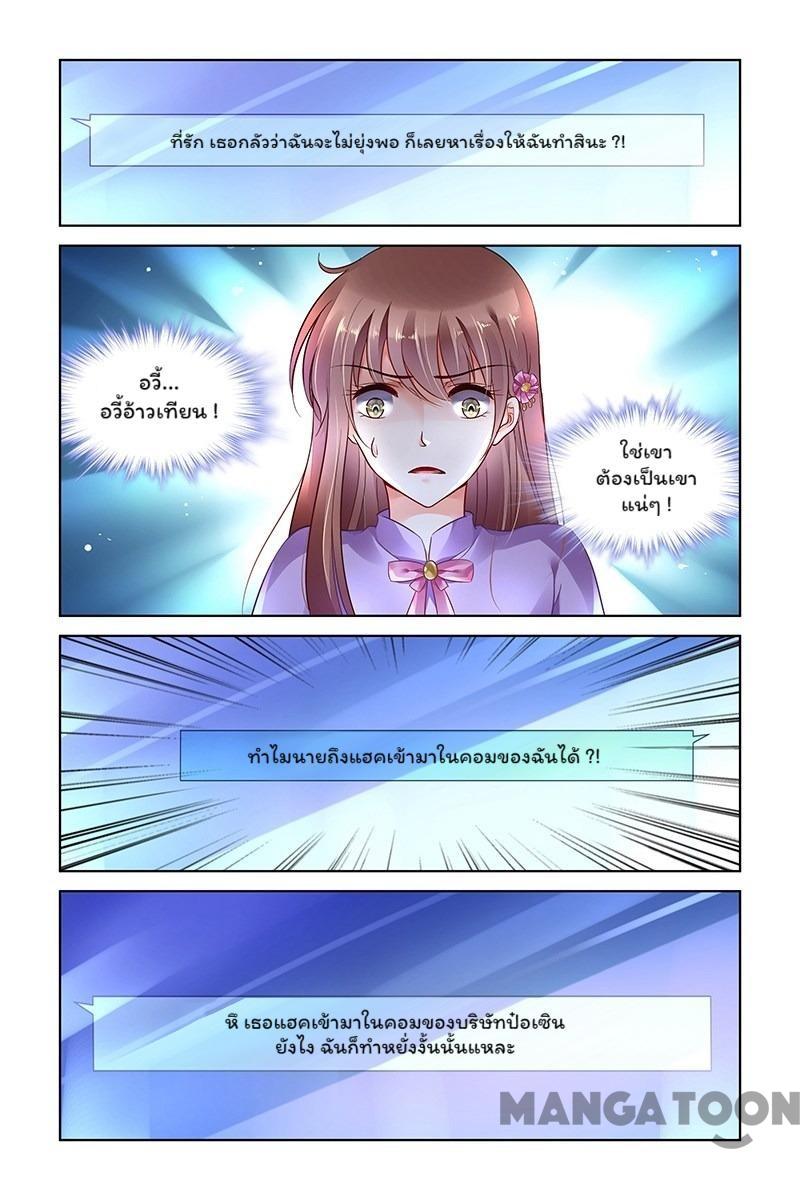 ที่รัก เธอกลัวว่าฉันจะไม่ยุ่งพอ ก็เลยหาเรื่องให้ฉันทำสินะ ?!
อวี้...
อวี้อ้าวเทียน !
ใช่เขา
ต้องเป็นเขา
แน่ๆ !
ทำไมนายถึงแฮคเข้ามาในคอมของฉันได้ ?!
หึ เธอแฮคเข้ามาในคอมของบริษัทป๋อเซิน
ยังไง ฉันก็ทำหยั่งงั้นนั้นแหละ
MANGATOON